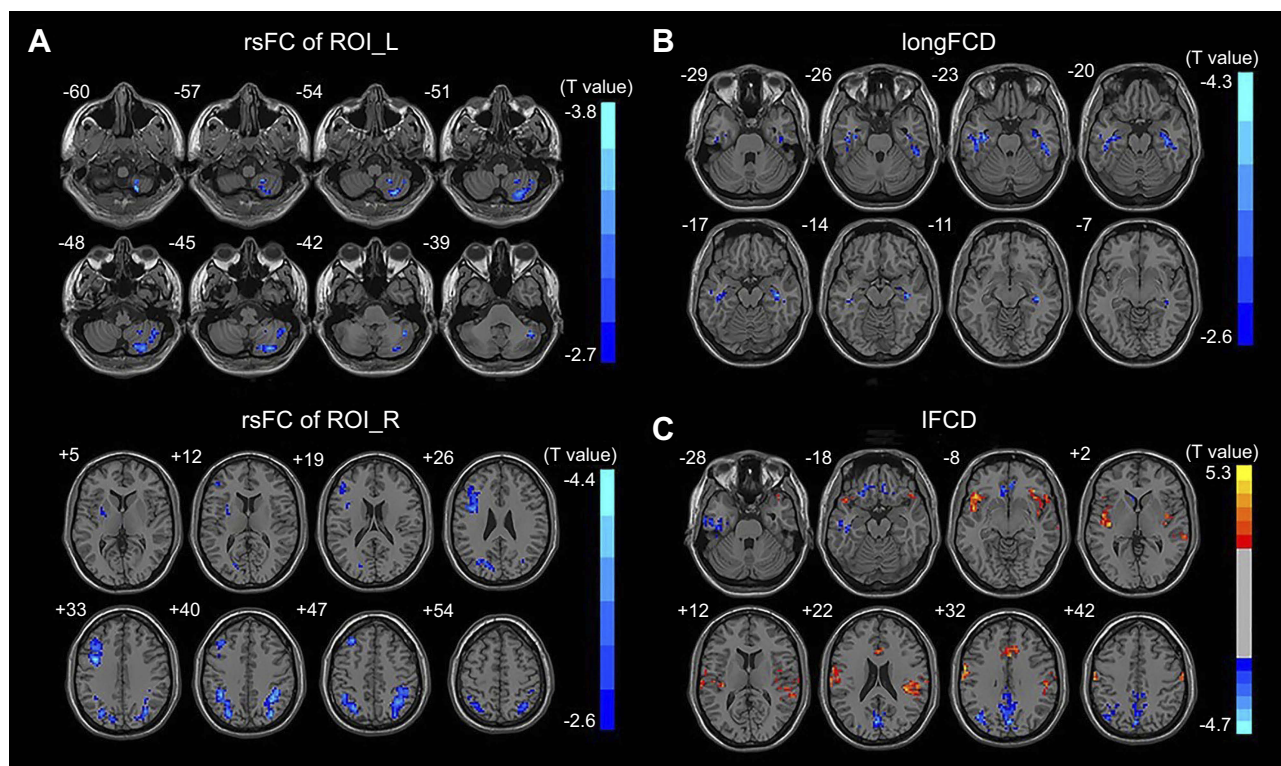 A
rsFC of ROI_L
(T value)
-60 -57 -54 -51
-3.8
-48 -45 -42 -39
-2.7
rsFC of ROI_R
(T value)
+5 +12 +19 +26
-4.4
+33 +40 +47 +54
-2.6
B
longFCD
(T value)
-29 -26 -23 -20
-4.3
-17 -14 -11 -7
-2.6
C
lFCD
(T value)
-28 -18 -8 +2
5.3
+12 +22 +32 +42
-4.7